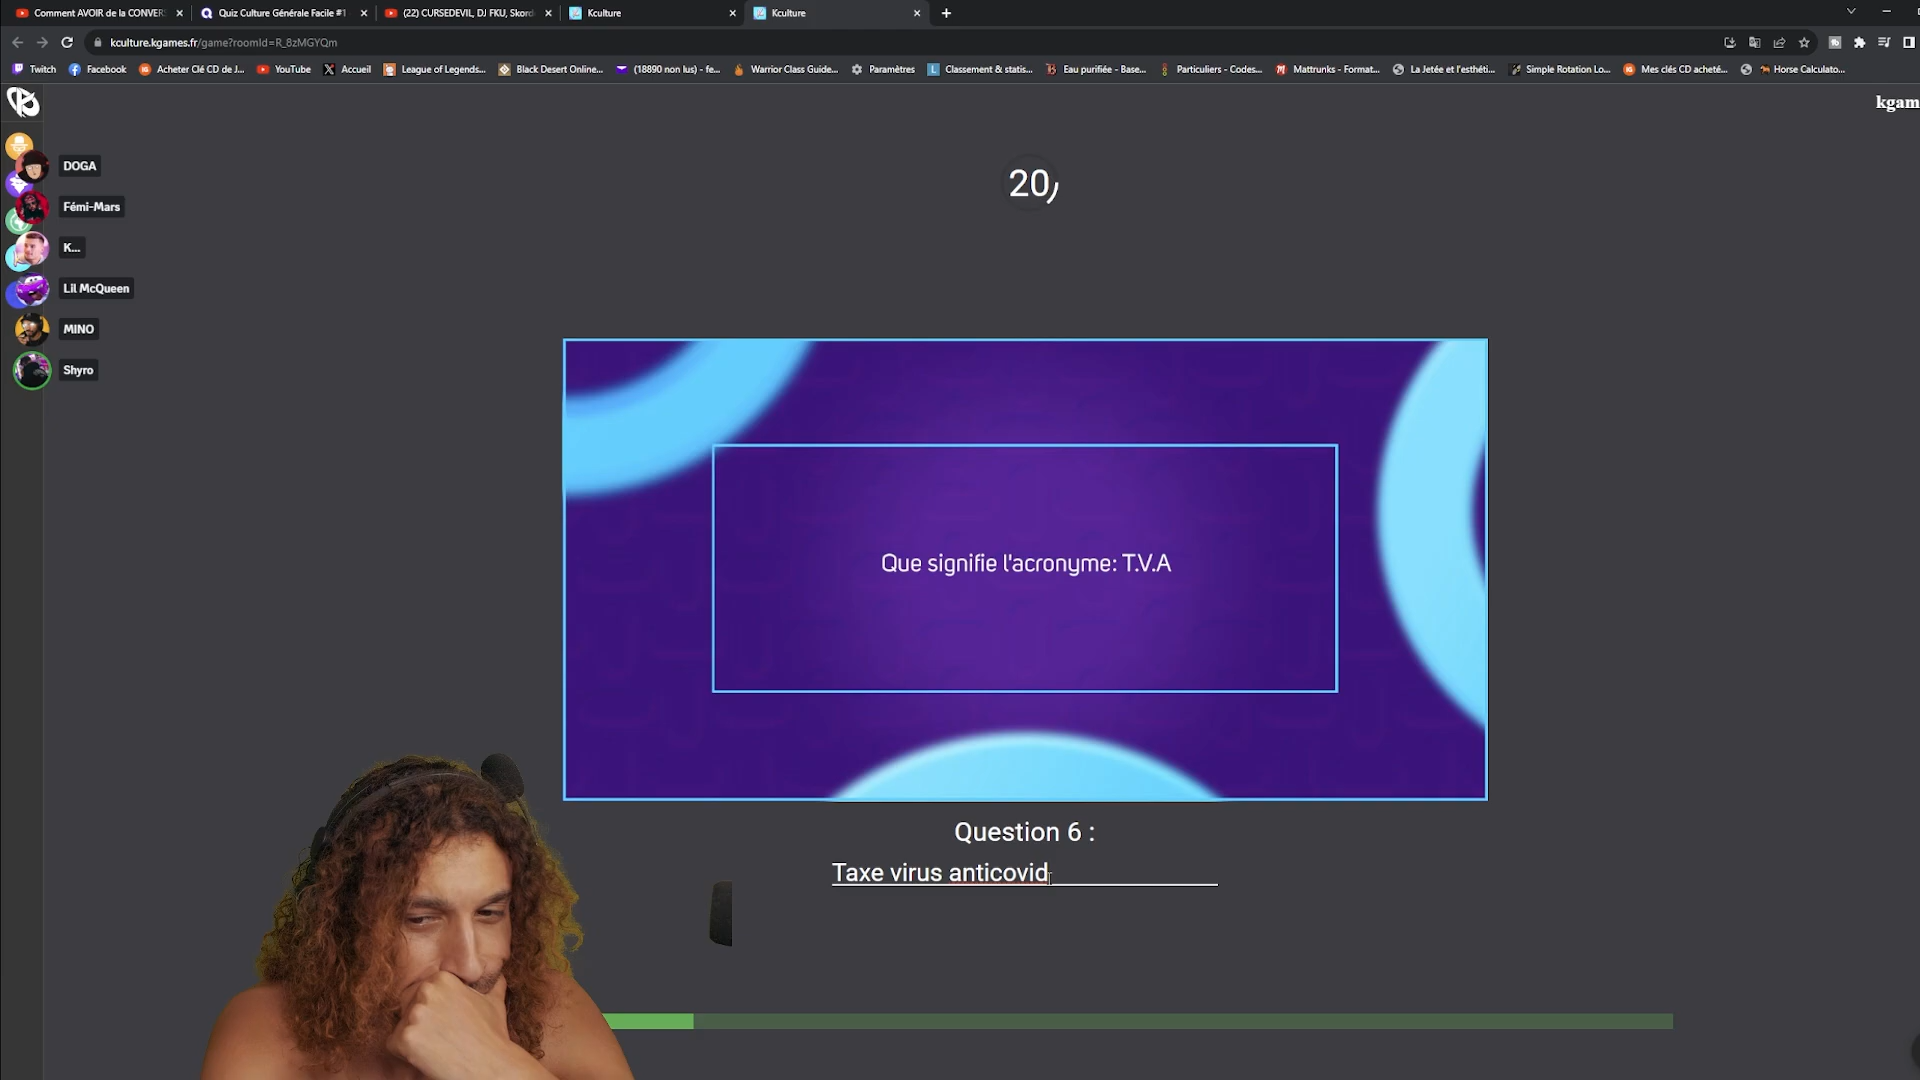 Comment AVOIR de la CONVER
Quiz Culture Générale Facile #1
(22) CURSEDEVIL, DJ FKU, Skord
Kculture
Kculture
kculture.kgames.fr/game?roomId=R_8zMGYQm
Twitch
Facebook
Acheter Clé CD de J...
YouTube
Accueil
League of Legends...
Black Desert Online...
(18890 non lus) - fe...
Warrior Class Guide...
Paramètres
Classement & statis...
Eau purifiée - Base...
Particuliers - Codes...
Mattrunks - Format...
La Jetée et l'esthéti...
Simple Rotation Lo...
Mes clés CD acheté...
Horse Calculato...
kgam
20
DOGA
Fémi-Mars
K...
Lil McQueen
MINO
Shyro
Que signifie l'acronyme: T.V.A
Question 6 :
Taxe virus anticovid